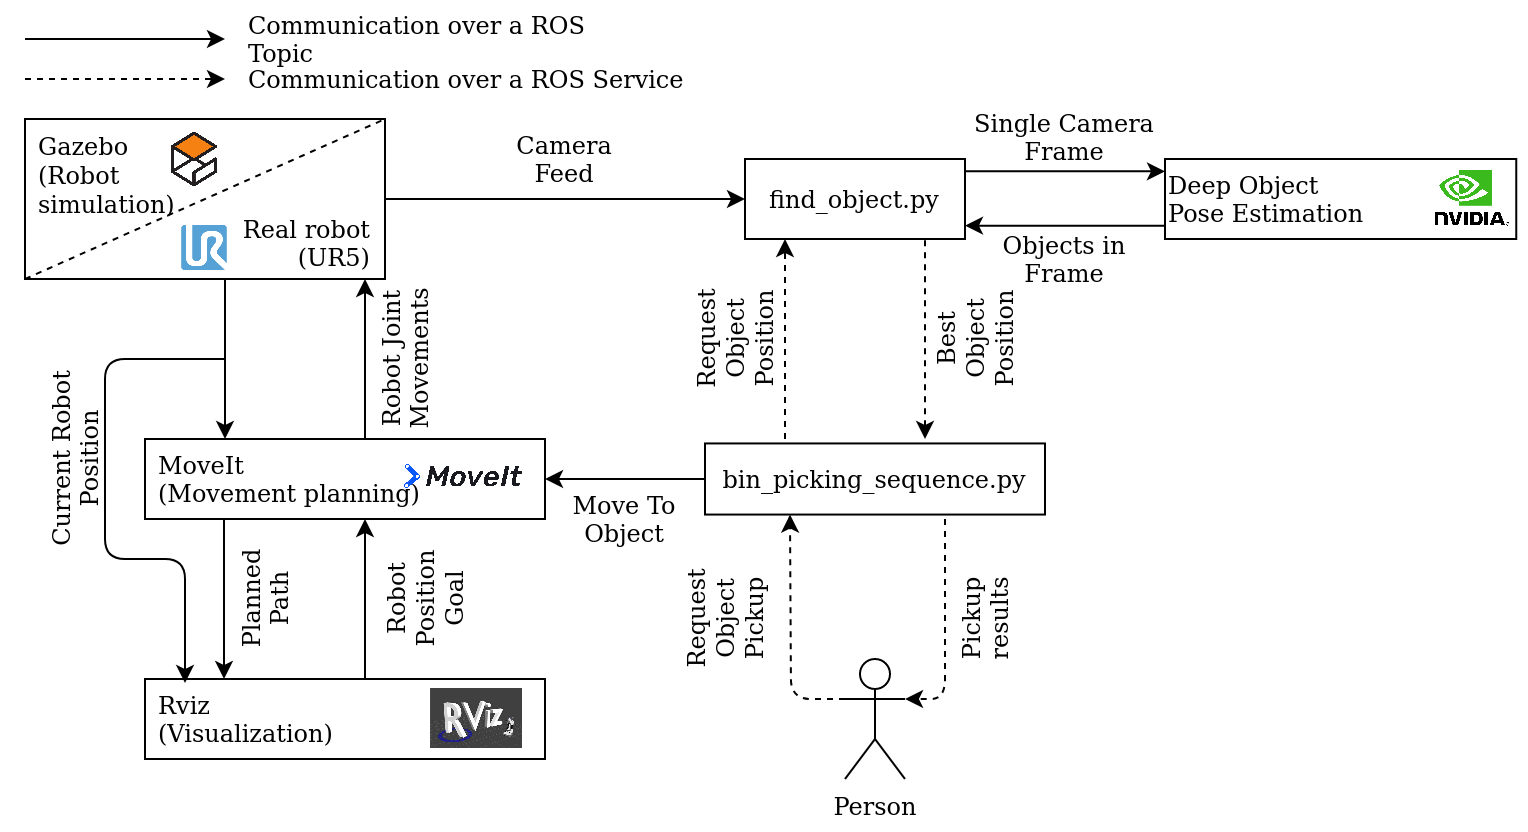 Communication over a ROS
Topic
Communication over a ROS Service
Gazebo
(Robot
simulation)
Real robot
(UR5)
UR
Camera
Feed
find_object.py
Single Camera
Frame
Deep Object
Pose Estimation
NVIDIA
Objects in
Frame
Robot Joint
Movements
Request
Object
Position
Best
Object
Position
Current Robot
Position
MoveIt
(Movement planning)
MoveIt
Move To
Object
bin_picking_sequence.py
Planned
Path
Robot
Position
Goal
Request
Object
Pickup
Pickup
results
Rviz
(Visualization)
RViz
Person